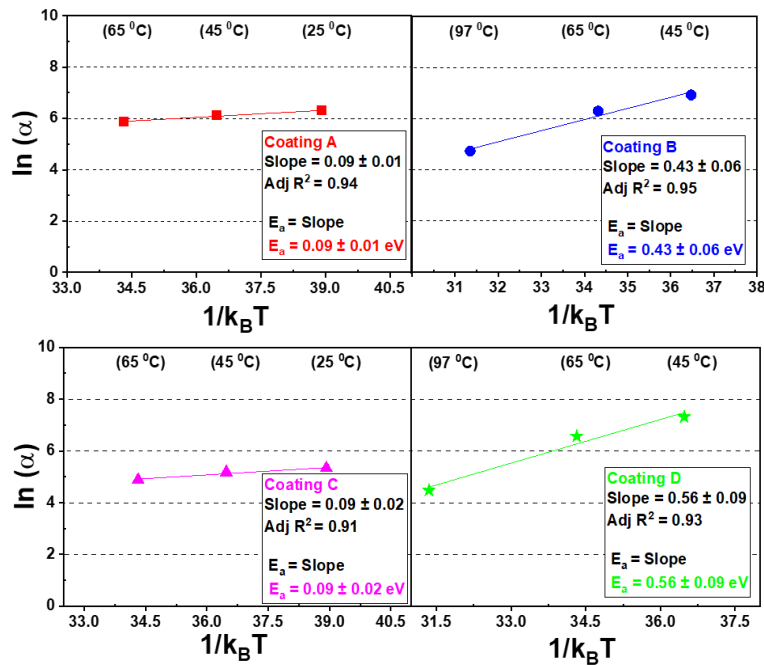 (65 ⁰C) (45 ⁰C) (25 ⁰C)
ln (α)
10
8
6
4
2
0
Coating A
Slope = 0.09 ± 0.01
Adj R² = 0.94
Eₐ = Slope
Eₐ = 0.09 ± 0.01 eV
33.0 34.5 36.0 37.5 39.0 40.5
1/k_BT
(97 ⁰C) (65 ⁰C) (45 ⁰C)
Coating B
Slope = 0.43 ± 0.06
Adj R² = 0.95
Eₐ = Slope
Eₐ = 0.43 ± 0.06 eV
31 32 33 34 35 36 37 38
1/k_BT
(65 ⁰C) (45 ⁰C) (25 ⁰C)
ln (α)
10
8
6
4
2
0
Coating C
Slope = 0.09 ± 0.02
Adj R² = 0.91
Eₐ = Slope
Eₐ = 0.09 ± 0.02 eV
33.0 34.5 36.0 37.5 39.0 40.5
1/k_BT
(97 ⁰C) (65 ⁰C) (45 ⁰C)
Coating D
Slope = 0.56 ± 0.09
Adj R² = 0.93
Eₐ = Slope
Eₐ = 0.56 ± 0.09 eV
31.5 33.0 34.5 36.0 37.5
1/k_BT